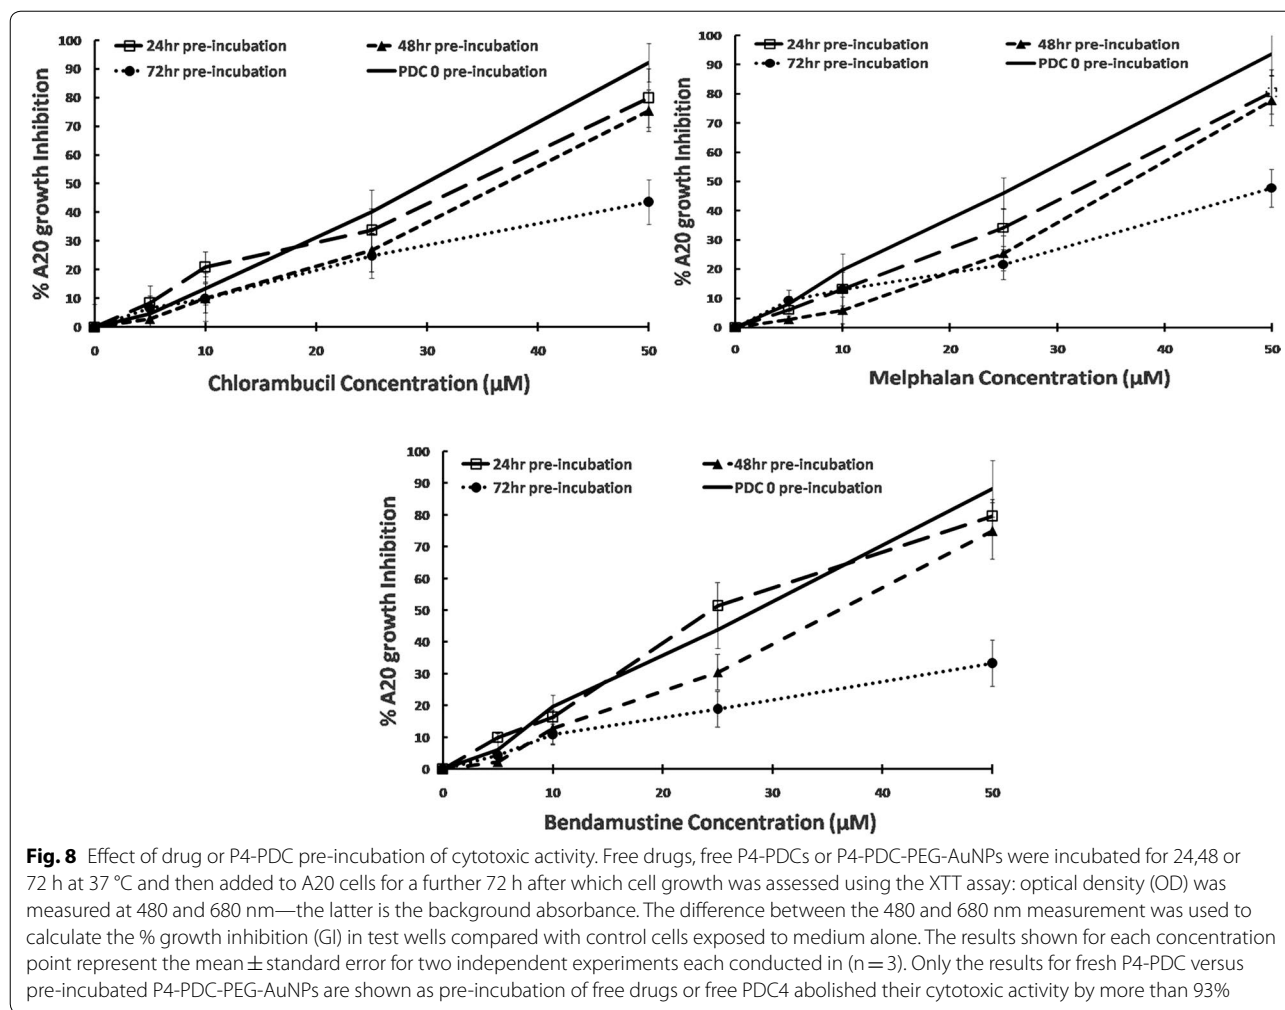 24hr pre-incubation
48hr pre-incubation
72hr pre-incubation
PDC 0 pre-incubation
% A20 growth Inhibition
100
90
80
70
60
50
40
30
20
10
0
0 10 20 30 40 50
Chlorambucil Concentration (µM)
24hr pre-incubation
48hr pre-incubation
72hr pre-incubation
PDC 0 pre-incubation
% A20 growth Inhibition
100
90
80
70
60
50
40
30
20
10
0
0 10 20 30 40 50
Melphalan Concentration (µM)
24hr pre-incubation
48hr pre-incubation
72hr pre-incubation
PDC 0 pre-incubation
% A20 growth Inhibition
100
90
80
70
60
50
40
30
20
10
0
0 10 20 30 40 50
Bendamustine Concentration (µM)
Fig. 8 Effect of drug or P4-PDC pre-incubation of cytotoxic activity. Free drugs, free P4-PDCs or P4-PDC-PEG-AuNPs were incubated for 24,48 or
72 h at 37 °C and then added to A20 cells for a further 72 h after which cell growth was assessed using the XTT assay: optical density (OD) was
measured at 480 and 680 nm—the latter is the background absorbance. The difference between the 480 and 680 nm measurement was used to
calculate the % growth inhibition (GI) in test wells compared with control cells exposed to medium alone. The results shown for each concentration
point represent the mean ± standard error for two independent experiments each conducted in (n = 3). Only the results for fresh P4-PDC versus
pre-incubated P4-PDC-PEG-AuNPs are shown as pre-incubation of free drugs or free PDC4 abolished their cytotoxic activity by more than 93%